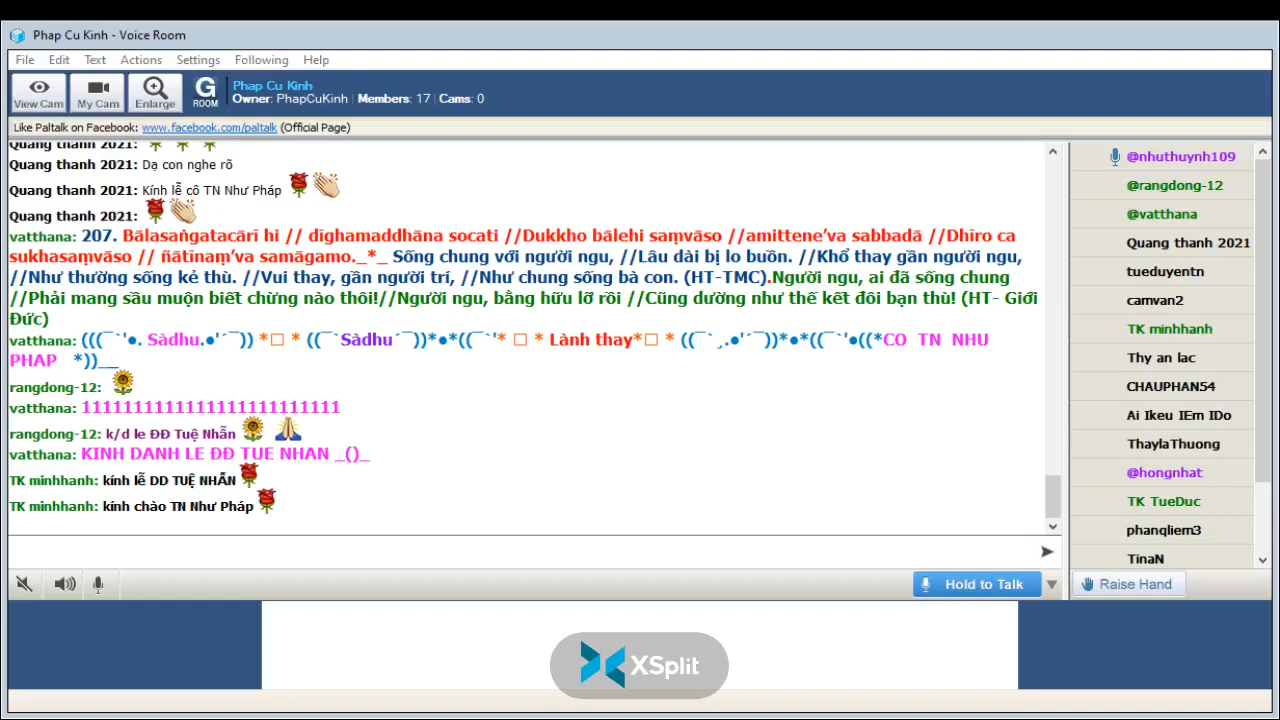 Phap Cu Kinh - Voice Room
File Edit Text Actions Settings Following Help
View Cam My Cam Enlarge G ROOM
Phap Cu Kinh
Owner: PhapCuKinh | Members: 17 | Cams: 0
Like Paltalk on Facebook: www.facebook.com/paltalk (Official Page)
Quang thanh 2021:
Quang thanh 2021: Dạ con nghe rõ
Quang thanh 2021: Kính lễ cô TN Như Pháp
Quang thanh 2021:
vatthana: 207. Bālasaṅgatacārī hi // dīghamaddhāna socati //Dukkho bālehi saṃvāso //amittene’va sabbadā //Dhīro ca
sukhasaṃvāso // ñātīnaṃ’va samāgamo._*_ Sống chung với người ngu, //Lâu dài bị lo buồn. //Khổ thay gần người ngu,
//Như thường sống kẻ thù. //Vui thay, gần người trí, //Như chung sống bà con. (HT-TMC).Người ngu, ai đã sống chung
//Phải mang sầu muộn biết chừng nào thôi!//Người ngu, bằng hữu lỡ rồi //Cũng dường như thế kết đôi bạn thù! (HT- Giới
Đức)
vatthana: (((¯`'●. Sàdhu.●'´¯)) *□ * ((¯`Sàdhu´¯))*●*((¯`'* □ * Lành thay*□ * ((¯`¸.●'´¯))*●*((¯`'●((*CO TN NHU
PHAP *))__
rangdong-12:
vatthana: 1111111111111111111111111
rangdong-12: k/d le ĐĐ Tuệ Nhẫn
vatthana: KINH DANH LE ĐĐ TUE NHAN _()_
TK minhhanh: kính lễ DD TUỆ NHẪN
TK minhhanh: kính chào TN Như Pháp
@nhuthuynh109
@rangdong-12
@vatthana
Quang thanh 2021
tueduyentn
camvan2
TK minhhanh
Thy an lac
CHAUPHAN54
Ai Ikeu IEm IDo
ThaylaThuong
@hongnhat
TK TueDuc
phanqliem3
TinaN
Hold to Talk
Raise Hand
XSplit